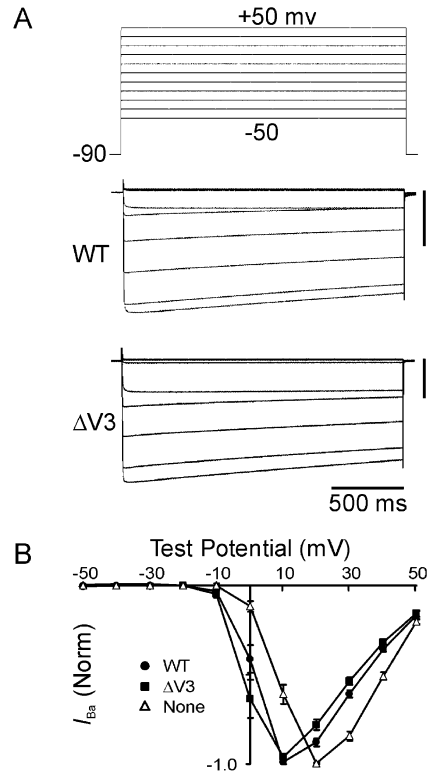 A
+50 mv
-50
-90
WT
ΔV3
500 ms
B
Test Potential (mV)
-50 -30 -10 10 30 50
WT
ΔV3
None
I Ba (Norm)
-1.0